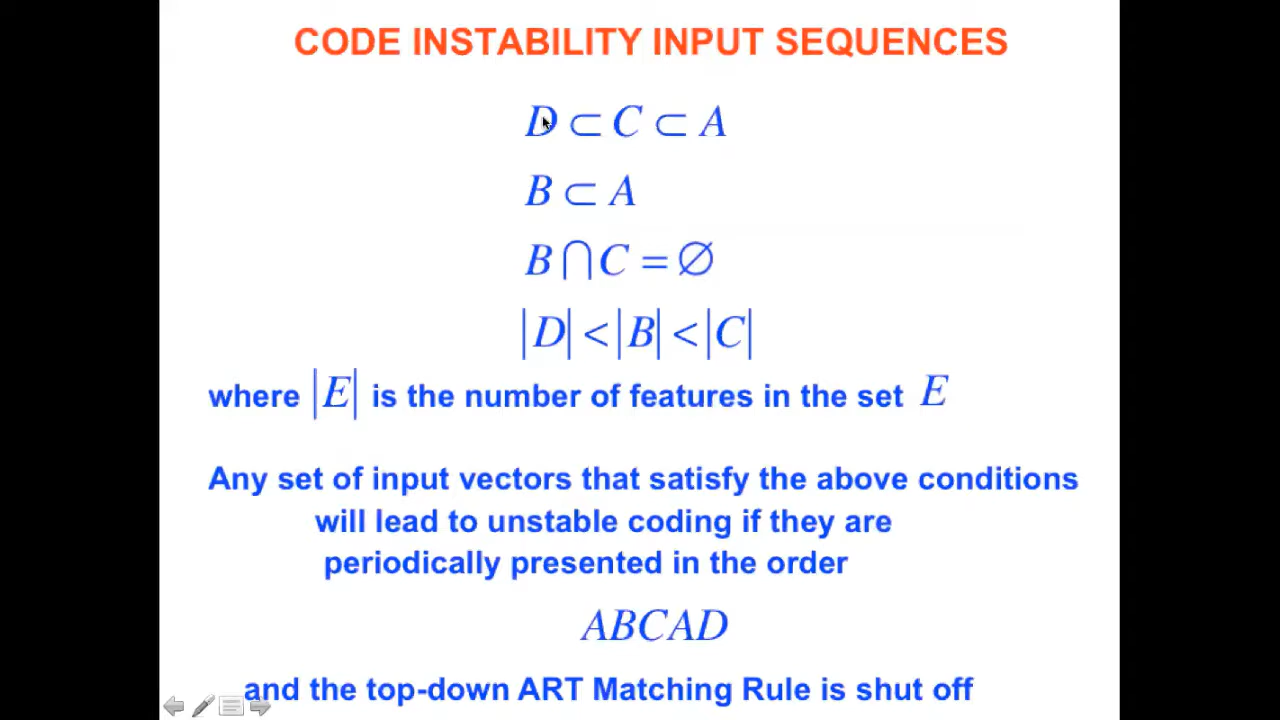 CODE INSTABILITY INPUT SEQUENCES
D ⊂ C ⊂ A
B ⊂ A
B ⋂ C = ∅
|D| < |B| < |C|
where |E| is the number of features in the set E
Any set of input vectors that satisfy the above conditions
will lead to unstable coding if they are
periodically presented in the order
ABCAD
and the top-down ART Matching Rule is shut off